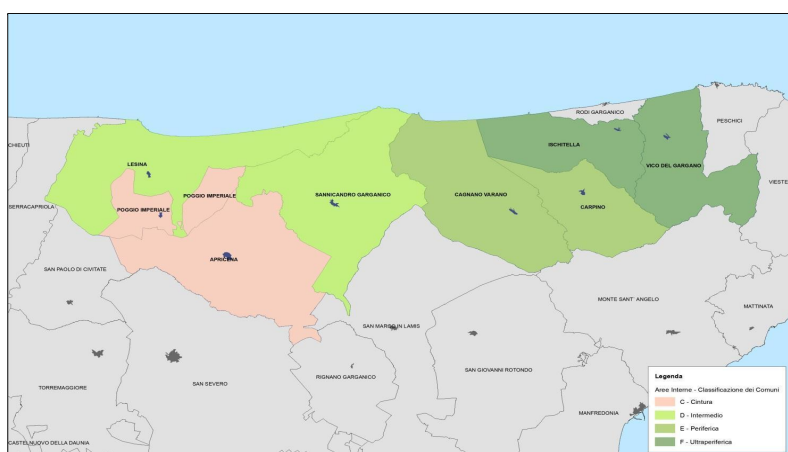 RODI GARGANICO
PESCHICI
CHIEUTI
ISCHITELLA
LESINA
VICO DEL GARGANO
VIESTE
POGGIO IMPERIALE
SANNICANDRO GARGANICO
CAGNANO VARANO
CARPINO
SERRACAPRIOLA
POGGIO IMPERIALE
APRICENA
SAN PAOLO DI CIVITATE
MONTE SANT' ANGELO
MATTINATA
SAN MARCO IN LAMIS
SAN GIOVANNI ROTONDO
RIGNANO GARGANICO
TORREMAGGIORE
SAN SEVERO
MANFREDONIA
CASTELNUOVO DELLA DAUNIA
Legenda
Aree Interne - Classificazione dei Comuni
C - Cintura
D - Intermedio
E - Periferica
F - Ultraperiferica